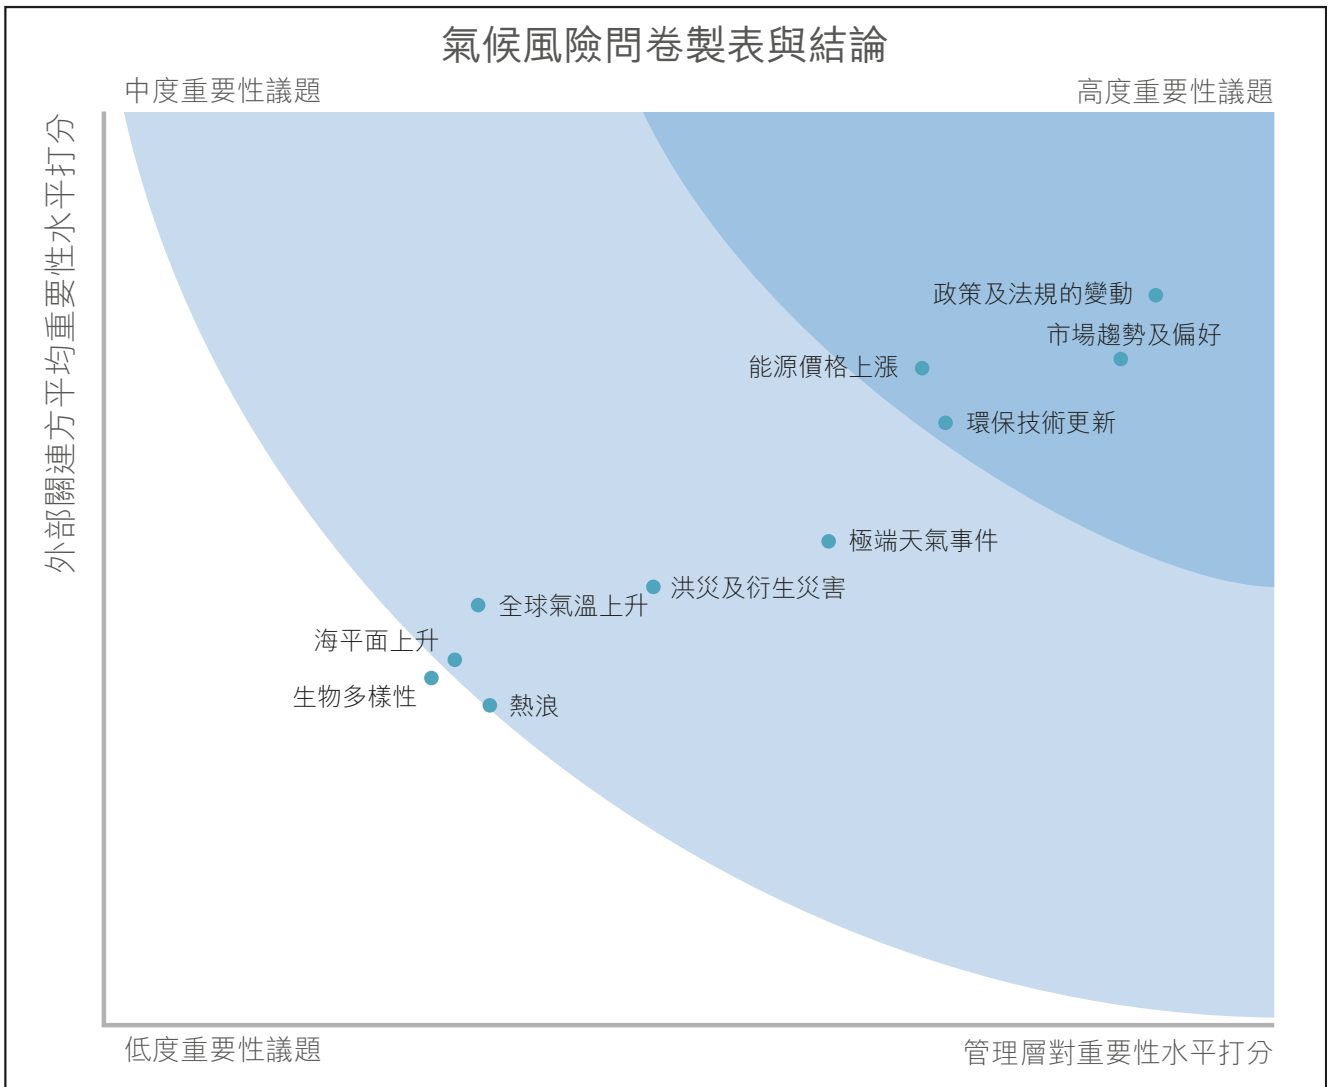 氣候風險問卷製表與結論
中度重要性議題
高度重要性議題
外部關連方平均重要性水平打分
政策及法規的變動
市場趨勢及偏好
能源價格上漲
環保技術更新
極端天氣事件
洪災及衍生災害
全球氣溫上升
海平面上升
生物多樣性
熱浪
低度重要性議題
管理層對重要性水平打分